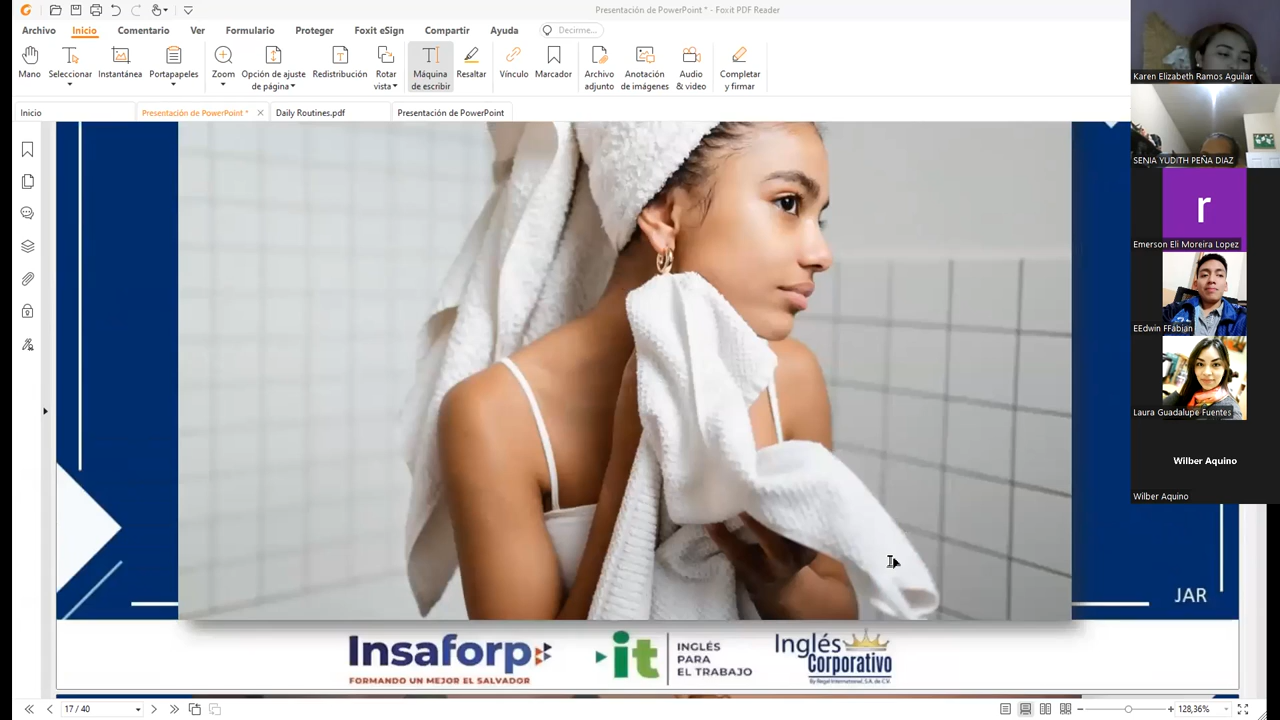 Presentación de PowerPoint * - Foxit PDF Reader
Archivo Inicio Comentario Ver Formulario Proteger Foxit eSign Compartir Ayuda Decirme...
Mano Seleccionar Instantánea Portapapeles Zoom Opción de ajuste de página Redistribución Rotar vista Máquina de escribir Resaltar Vínculo Marcador Archivo adjunto Anotación de imágenes Audio & video Completar y firmar
Inicio Presentación de PowerPoint * Daily Routines.pdf Presentación de PowerPoint
Karen Elizabeth Ramos Aguilar
SENIA YUDITH PEÑA DIAZ
r
Emerson Eli Moreira Lopez
EEdwin FFabian
Laura Guadalupe Fuentes
Wilber Aquino
Wilber Aquino
JAR
Insaforp
FORMANDO UN MEJOR EL SALVADOR
it
INGLÉS
PARA
EL TRABAJO
Inglés
Corporativo
By Regal International, S.A. de C.V.
17 / 40
128,36%